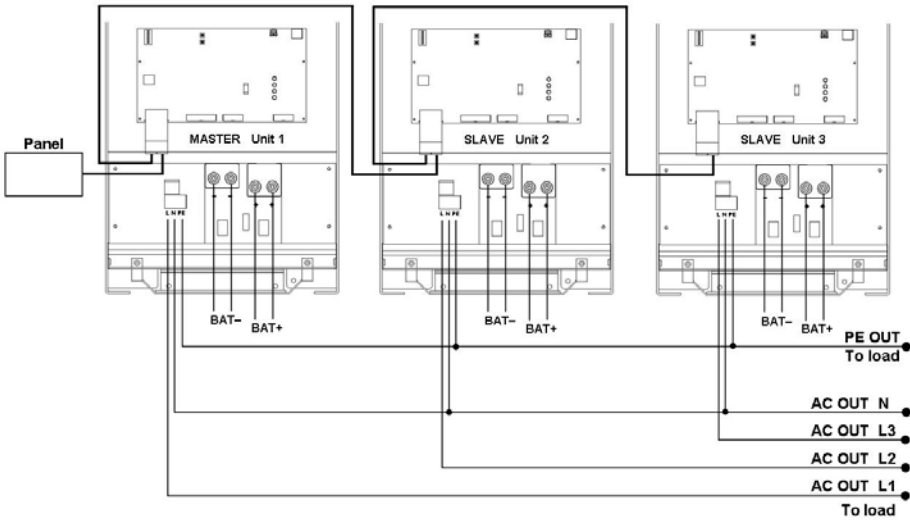 Panel
MASTER Unit 1
SLAVE Unit 2
SLAVE Unit 3
L N PE
L N PE
L N PE
− − + +
− − + +
− − + +
BAT−
BAT+
BAT−
BAT+
BAT−
BAT+
PE OUT
To load
AC OUT N
AC OUT L3
AC OUT L2
AC OUT L1
To load